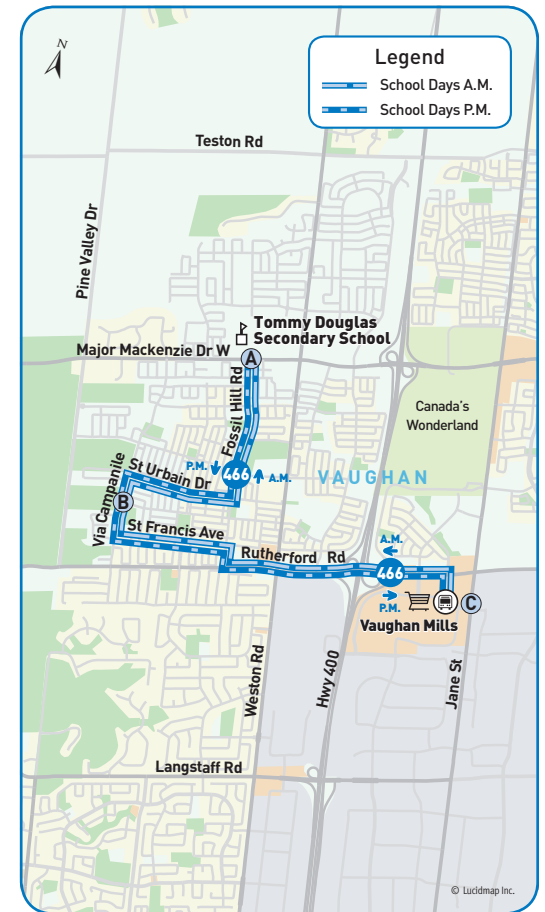 N
Legend
School Days A.M.
School Days P.M.
Teston Rd
Pine Valley Dr
Tommy Douglas
Secondary School
Major Mackenzie Dr W
A
Fossil Hill Rd
Canada's
Wonderland
P.M.
466
A.M.
VAUGHAN
St Urbain Dr
Via Campanile
B
St Francis Ave
Rutherford Rd
A.M.
466
P.M.
C
Vaughan Mills
Weston Rd
Hwy 400
Jane St
Langstaff Rd
© Lucidmap Inc.